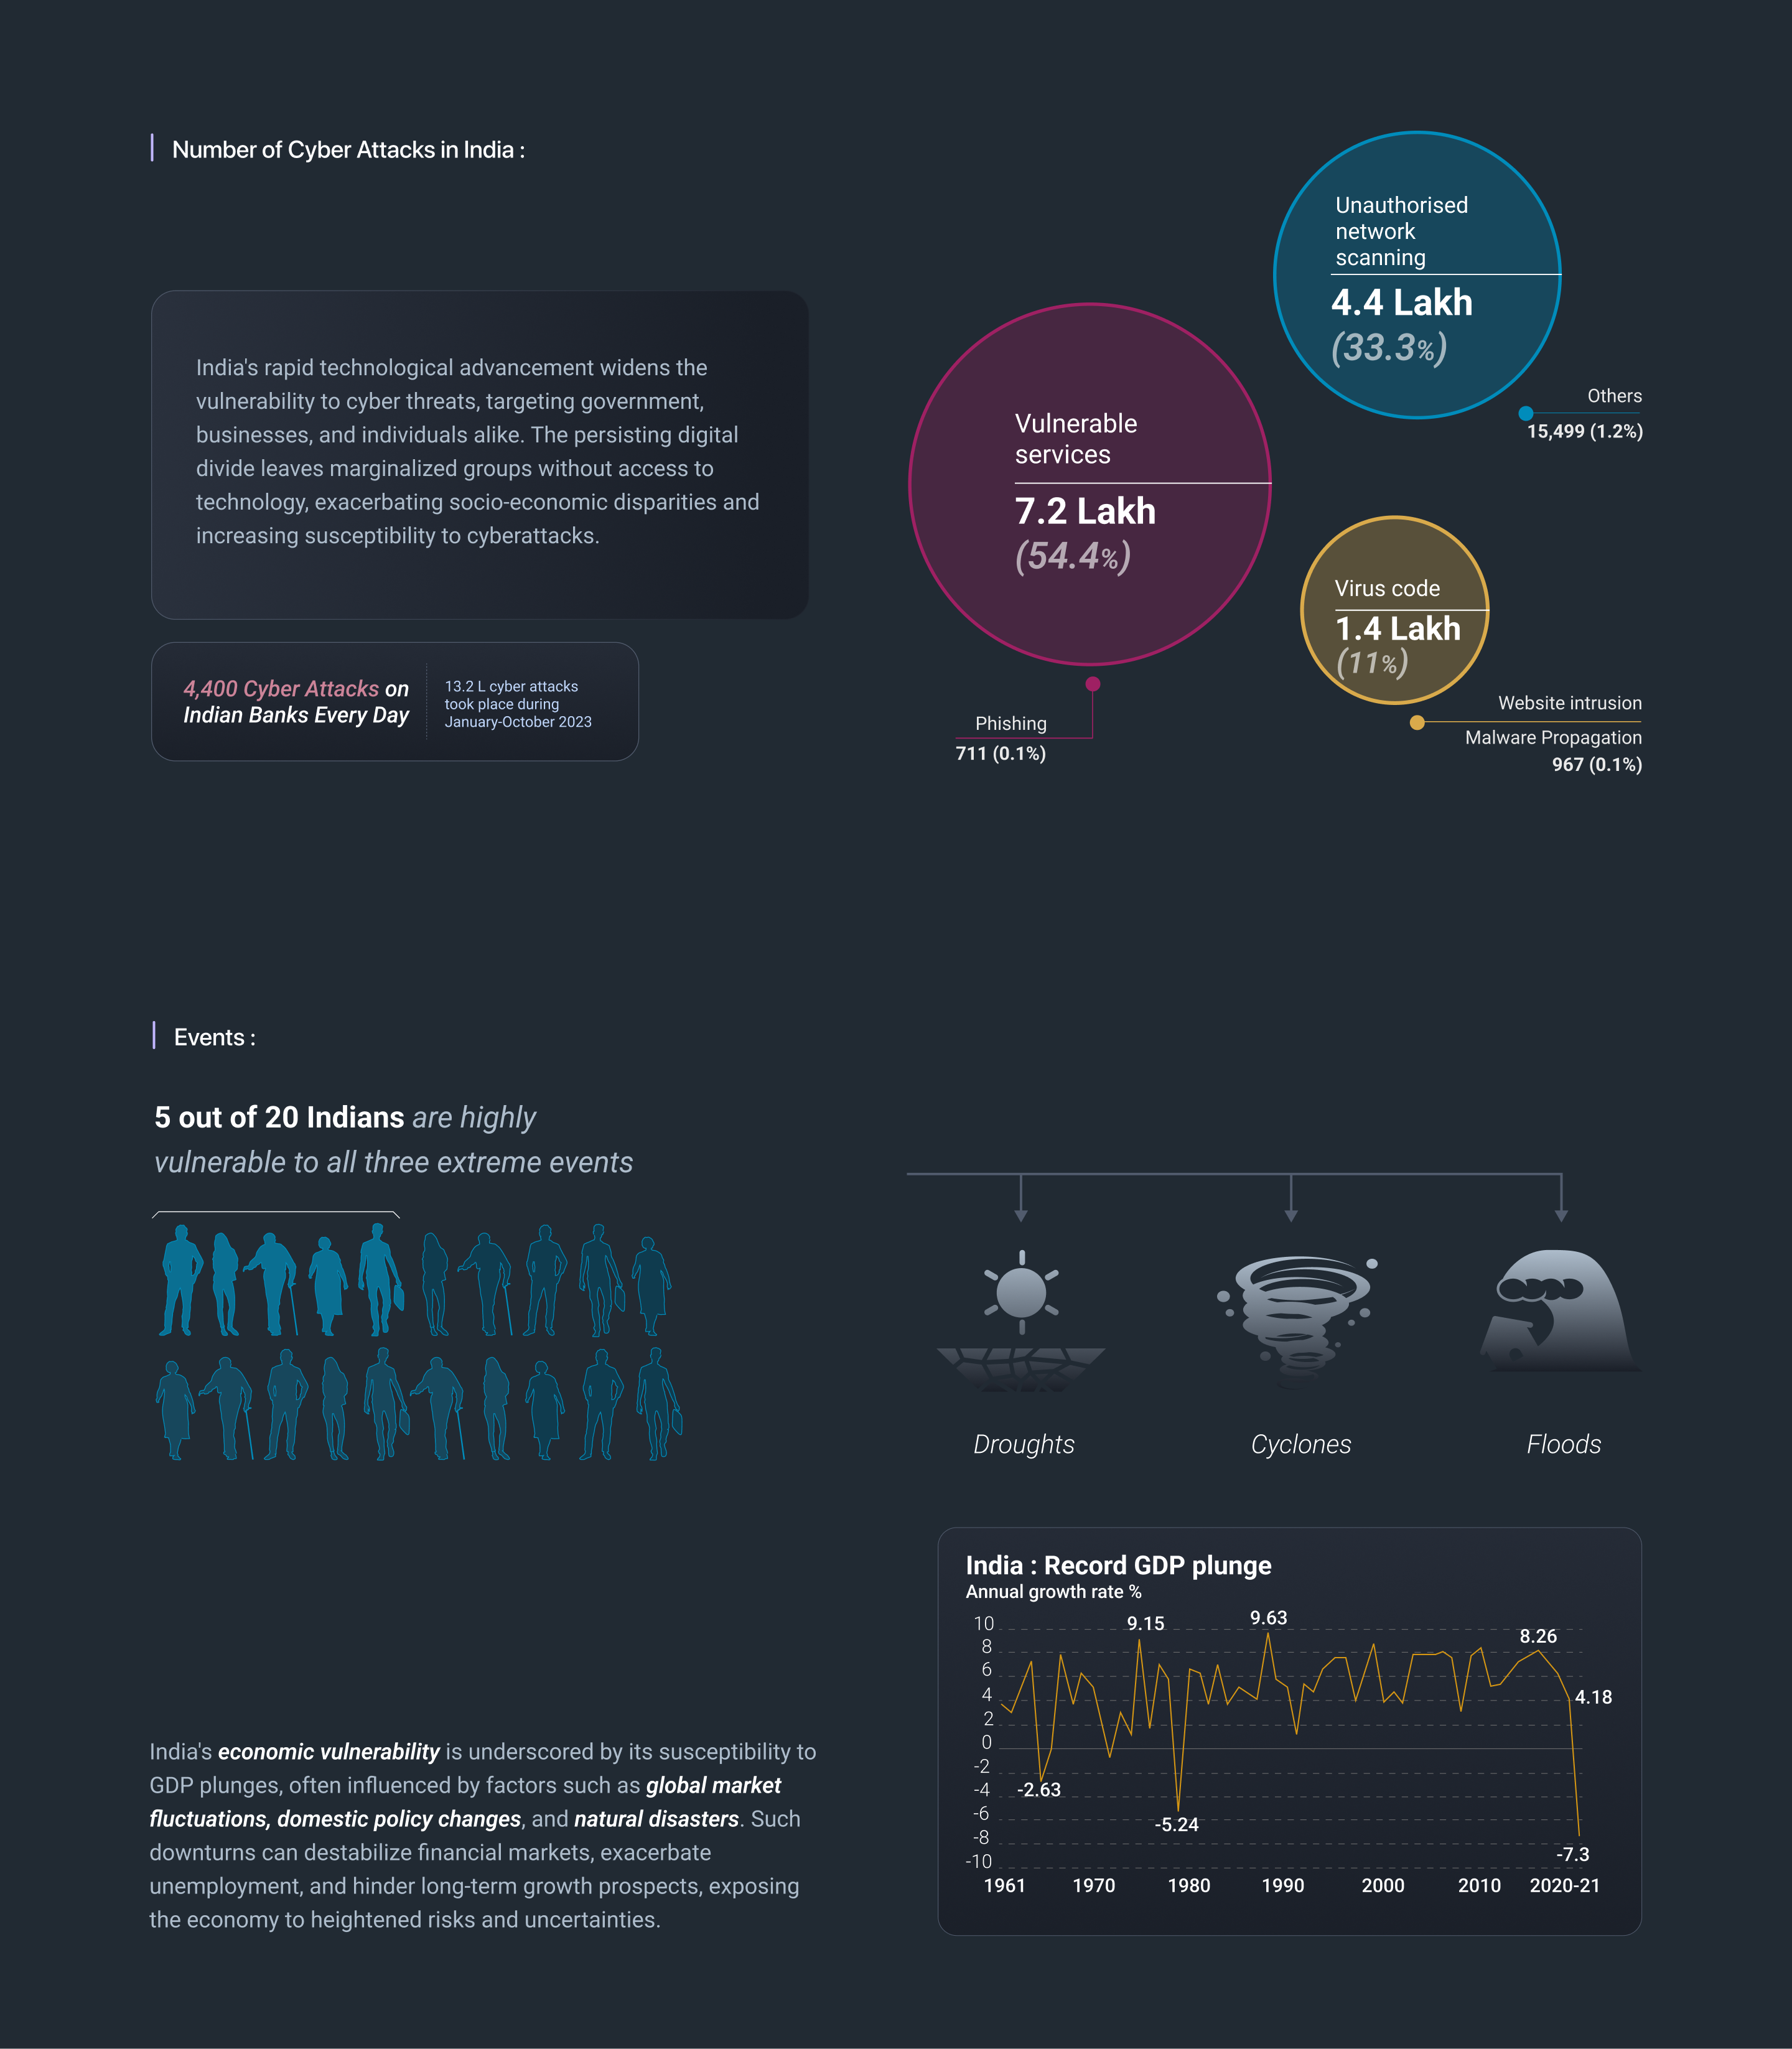 Number of Cyber Attacks in India :
India's rapid technological advancement widens the
vulnerability to cyber threats, targeting government,
businesses, and individuals alike. The persisting digital
divide leaves marginalized groups without access to
technology, exacerbating socio-economic disparities and
increasing susceptibility to cyberattacks.
4,400 Cyber Attacks on
Indian Banks Every Day
13.2 L cyber attacks
took place during
January-October 2023
Unauthorised
network
scanning
4.4 Lakh
(33.3%)
Others
15,499 (1.2%)
Vulnerable
services
7.2 Lakh
(54.4%)
Phishing
711 (0.1%)
Virus code
1.4 Lakh
(11%)
Website intrusion
Malware Propagation
967 (0.1%)
Events :
5 out of 20 Indians are highly
vulnerable to all three extreme events
Droughts
Cyclones
Floods
India's economic vulnerability is underscored by its susceptibility to
GDP plunges, often influenced by factors such as global market
fluctuations, domestic policy changes, and natural disasters. Such
downturns can destabilize financial markets, exacerbate
unemployment, and hinder long-term growth prospects, exposing
the economy to heightened risks and uncertainties.
India : Record GDP plunge
Annual growth rate %
10
8
6
4
2
0
-2
-4
-6
-8
-10
9.15
9.63
8.26
4.18
-2.63
-5.24
-7.3
1961
1970
1980
1990
2000
2010
2020-21